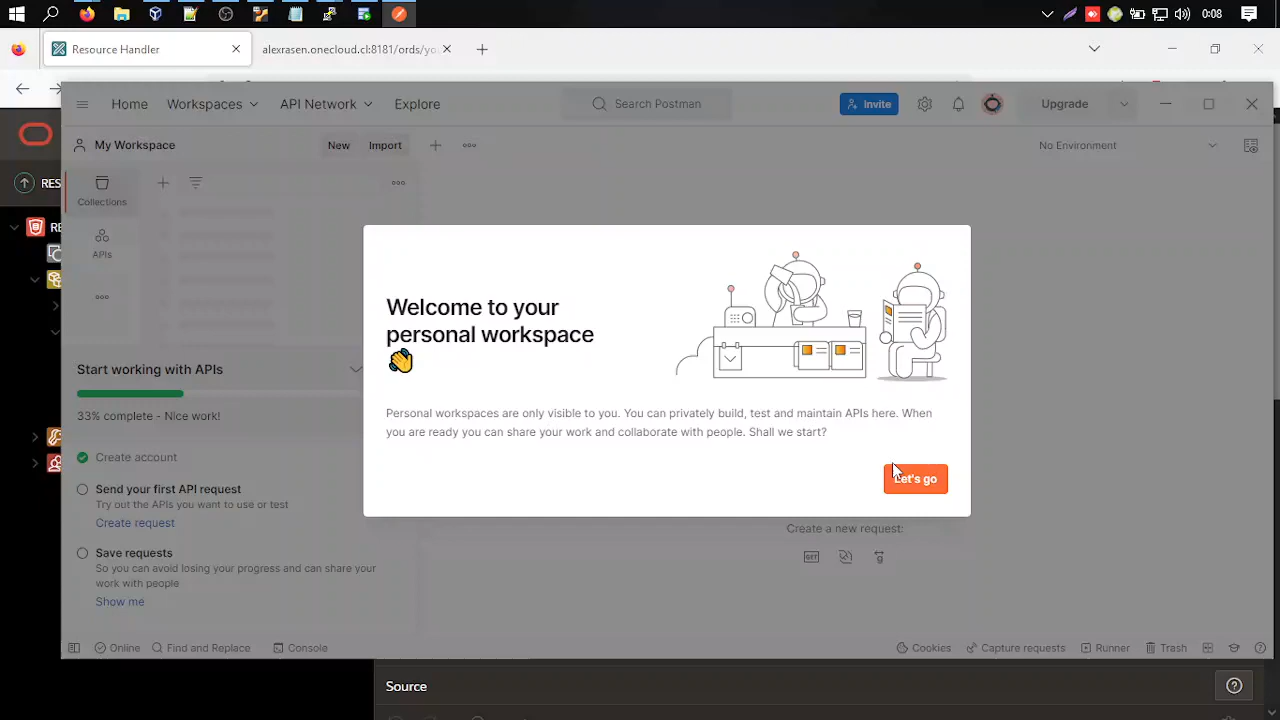 0:08
Resource Handler
alexrasen.onecloud.cl:8181/ords/yo
Home
Workspaces
API Network
Explore
Search Postman
Invite
Upgrade
My Workspace
New
Import
No Environment
RES
Collections
RE
APIs
Welcome to your
personal workspace
Start working with APIs
33% complete - Nice work!
Personal workspaces are only visible to you. You can privately build, test and maintain APIs here. When
you are ready you can share your work and collaborate with people. Shall we start?
Create account
Let's go
Send your first API request
Try out the APIs you want to use or test
Create request
Create a new request:
GET
Save requests
So you can avoid losing your progress and can share your
work with people
Show me
Online
Find and Replace
Console
Cookies
Capture requests
Runner
Trash
Source